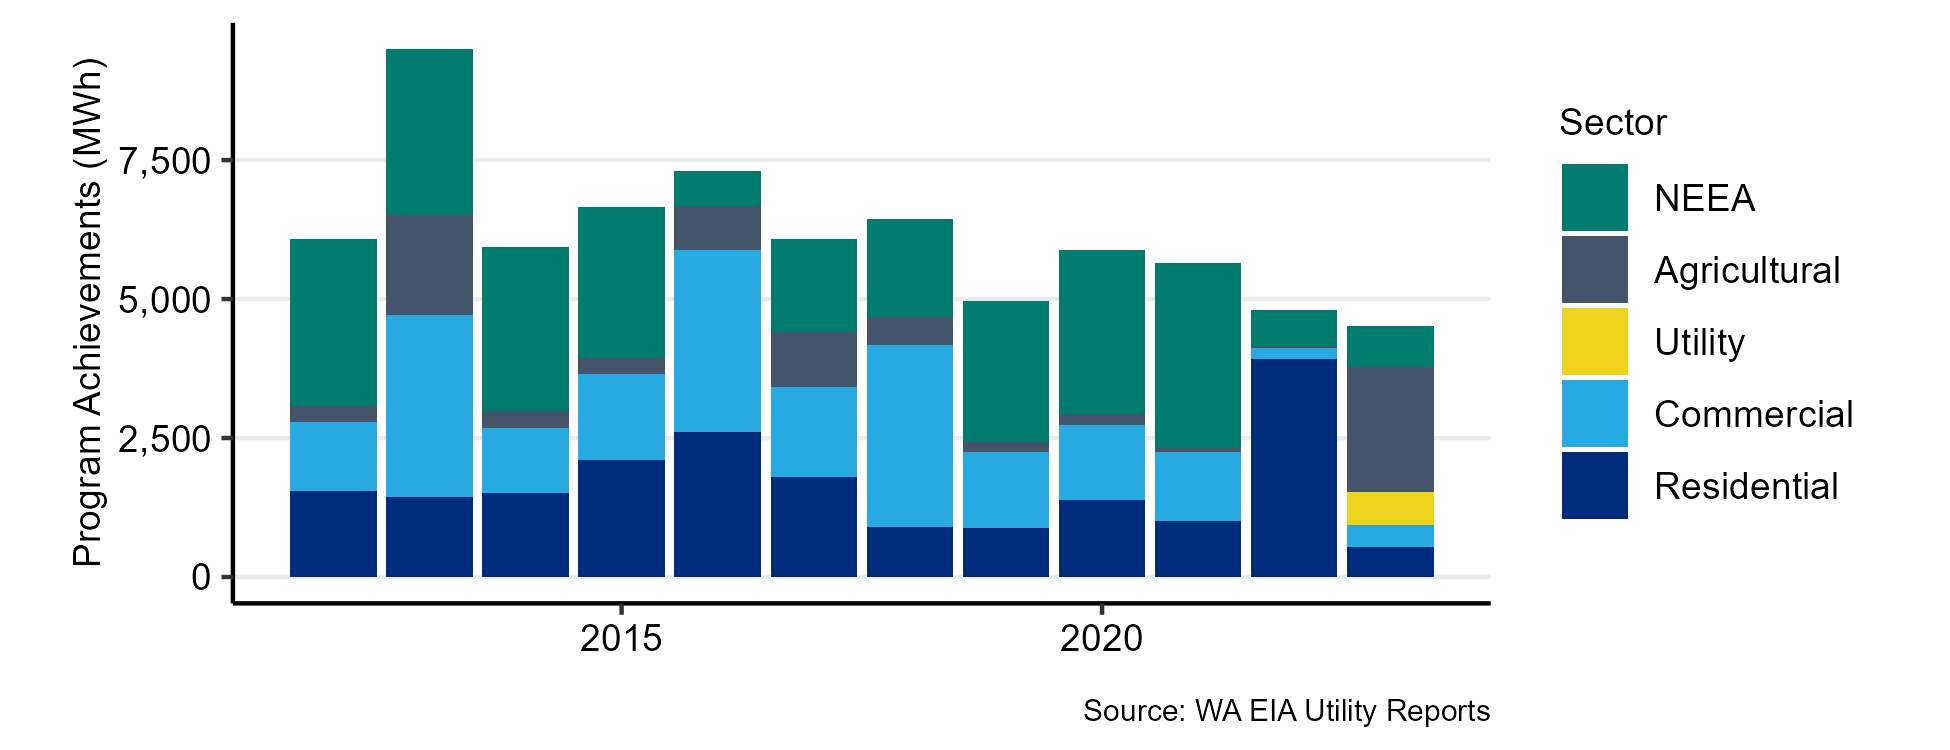 Program Achievements (MWh)
7,500
5,000
2,500
0
2015
2020
Sector
NEEA
Agricultural
Utility
Commercial
Residential
Source: WA EIA Utility Reports